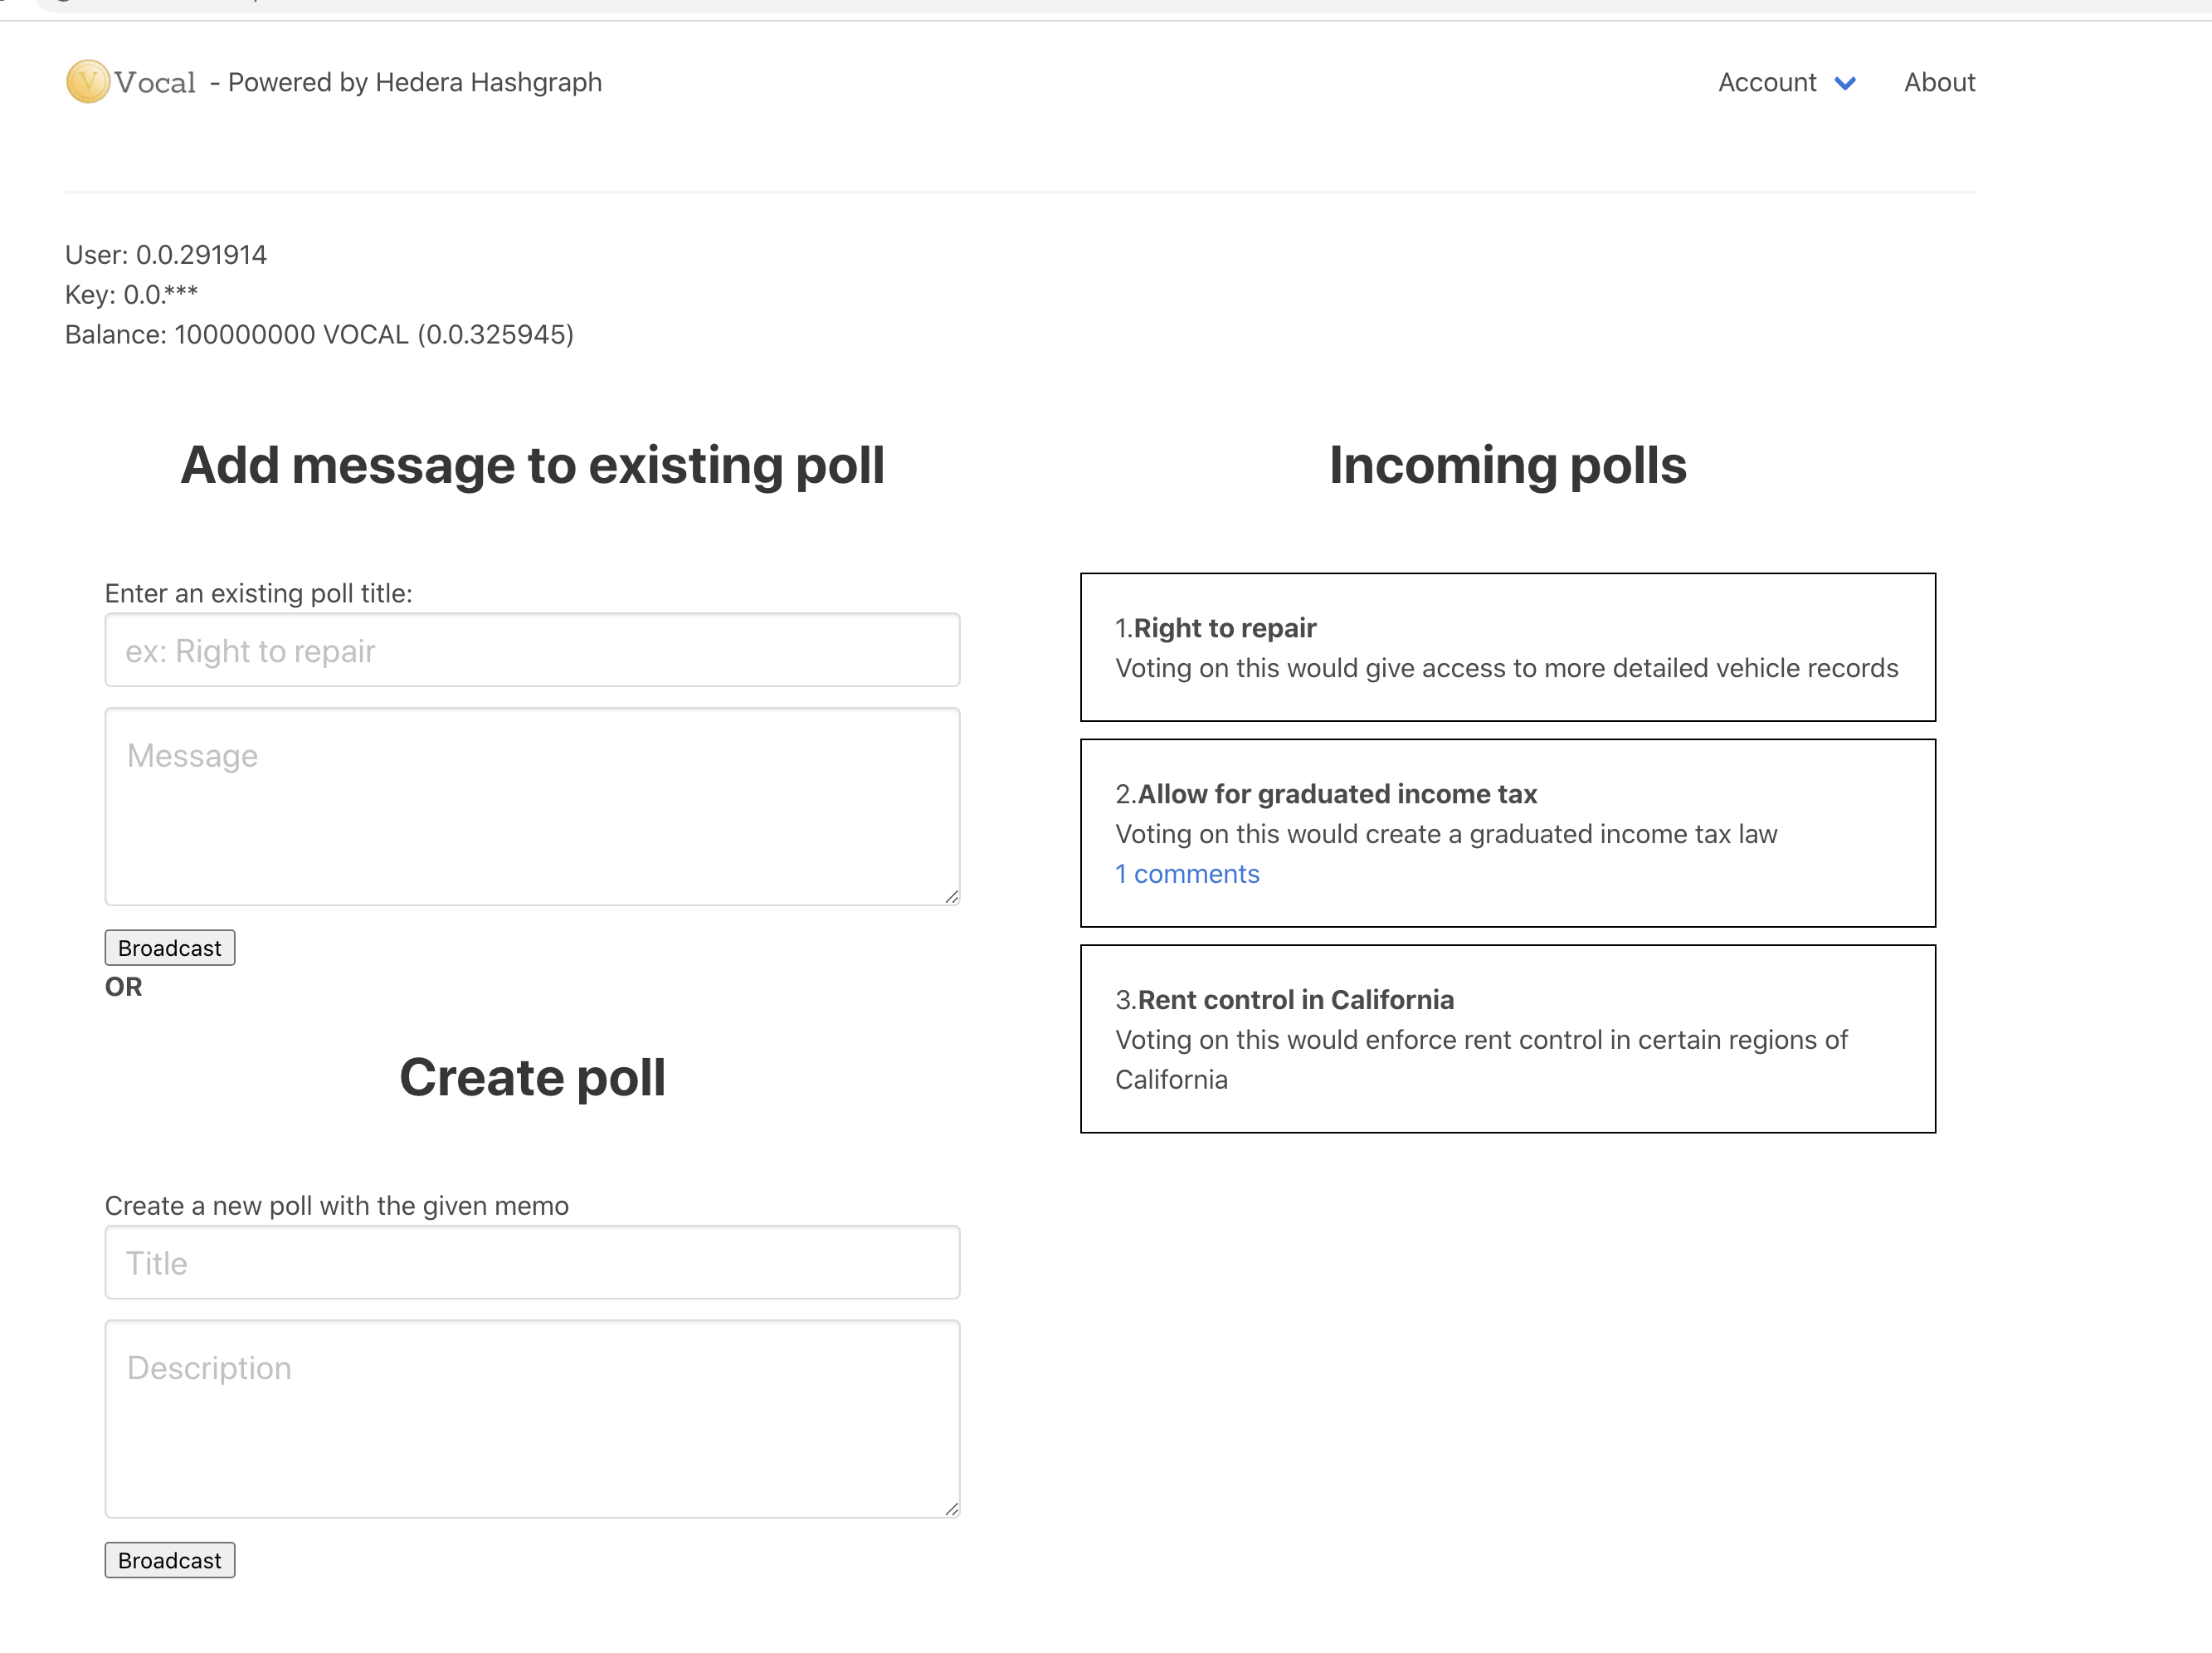 V Vocal - Powered by Hedera Hashgraph
Account About
User: 0.0.291914
Key: 0.0.***
Balance: 100000000 VOCAL (0.0.325945)
Add message to existing poll
Enter an existing poll title:
ex: Right to repair
Message
Broadcast
OR
Create poll
Create a new poll with the given memo
Title
Description
Broadcast
Incoming polls
1.Right to repair
Voting on this would give access to more detailed vehicle records
2.Allow for graduated income tax
Voting on this would create a graduated income tax law
1 comments
3.Rent control in California
Voting on this would enforce rent control in certain regions of
California